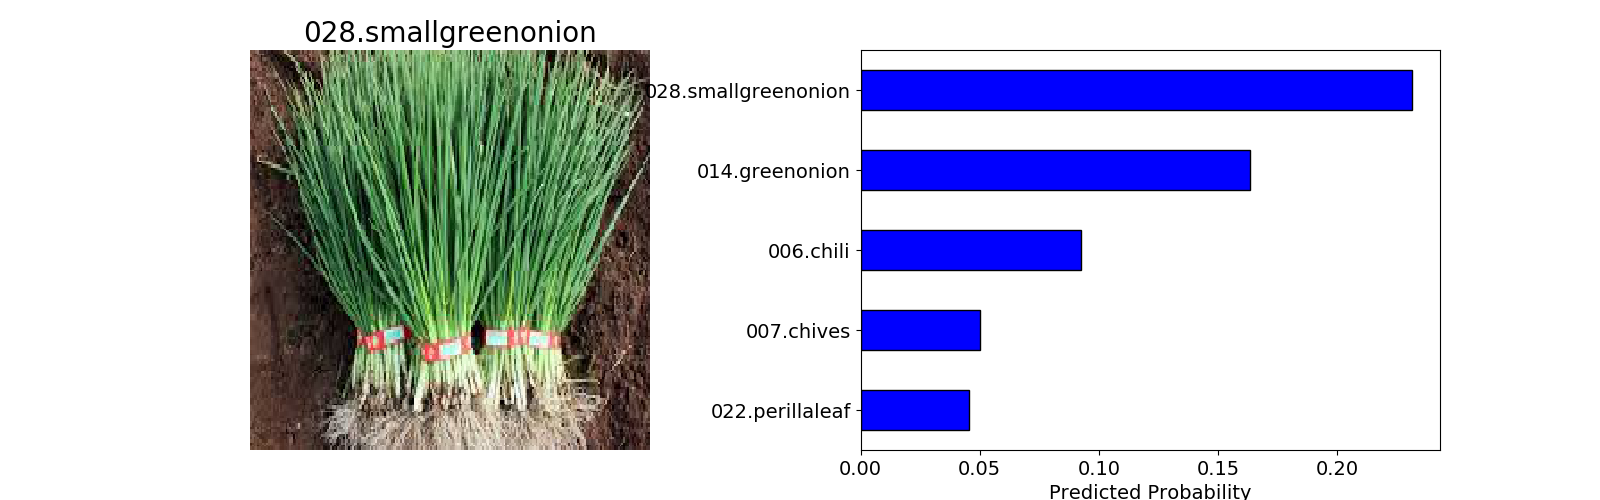 028.smallgreenonion
028.smallgreenonion
014.greenonion
006.chili
007.chives
022.perillaleaf
0.00 0.05 0.10 0.15 0.20
Predicted Probability